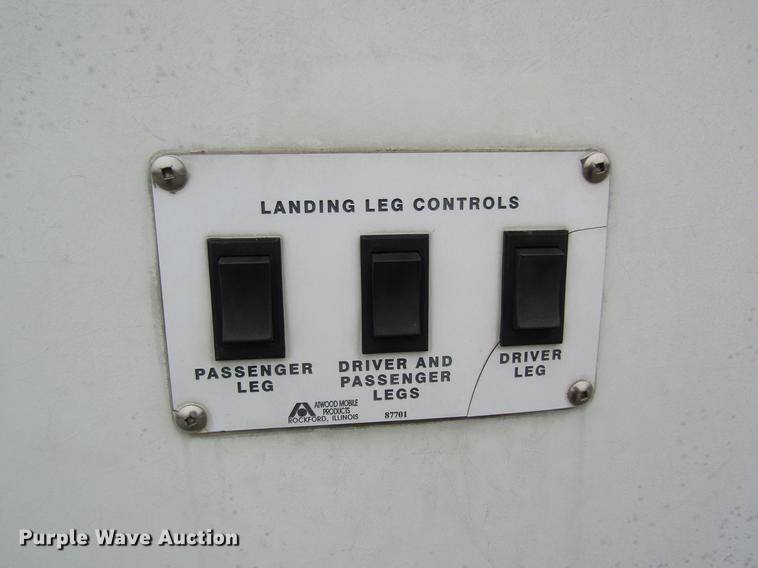 LANDING LEG CONTROLS
PASSENGER
LEG
DRIVER AND
PASSENGER
LEGS
DRIVER
LEG
ATWOOD MOBILE
PRODUCTS
ROCKFORD, ILLINOIS
87701
Purple Wave Auction